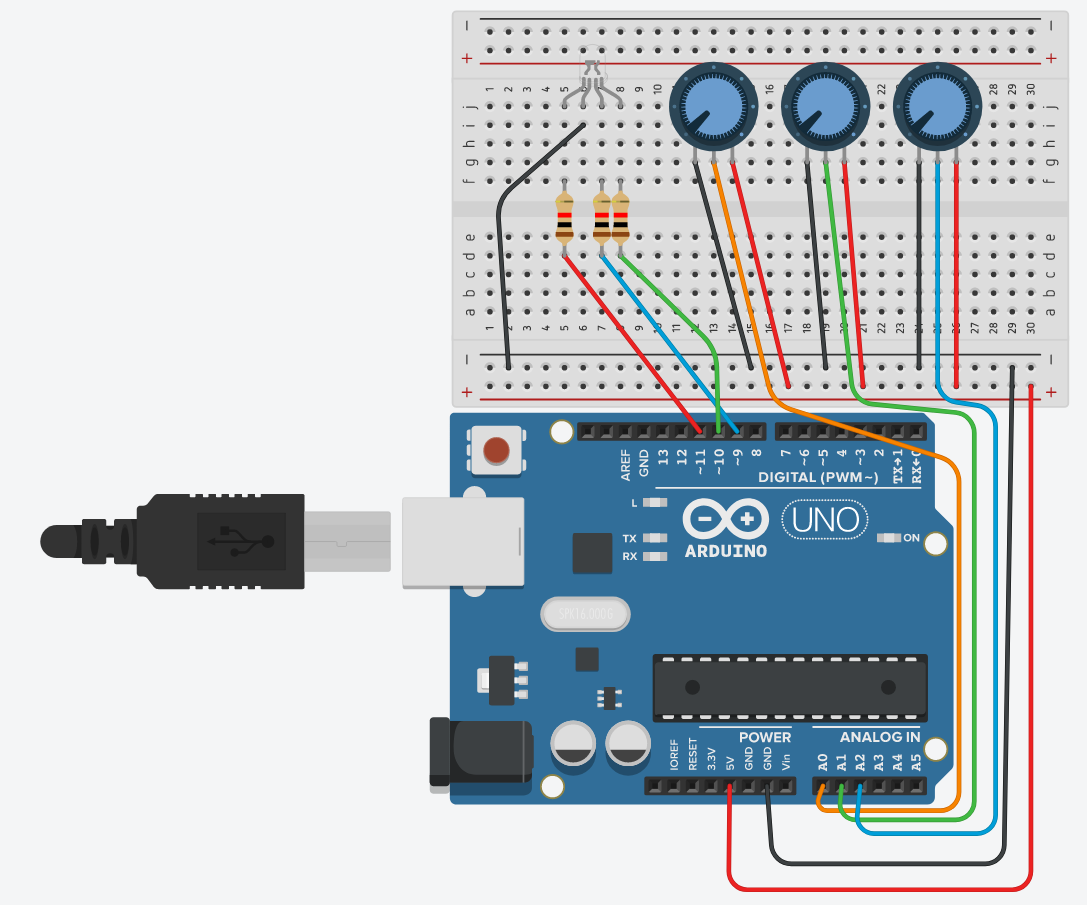 − −
+ +
1 2 3 4 5 6 7 8 9 10 16 22 28 29 30
j j
i i
h h
g g
f f
e e
d d
c c
b b
a a
1 2 3 4 5 6 7 8 9 10 11 12 13 14 15 16 17 18 19 20 21 22 23 24 25 26 27 28 29 30
− −
+ +
AREF GND 13 12 ~11 ~10 ~9 8 7 ~6 ~5 4 ~3 2 TX→1 RX←0
DIGITAL (PWM~)
L
UNO
TX
RX
ARDUINO
ON
SPK16.000G
POWER ANALOG IN
IOREF RESET 3.3V 5V GND GND Vin A0 A1 A2 A3 A4 A5